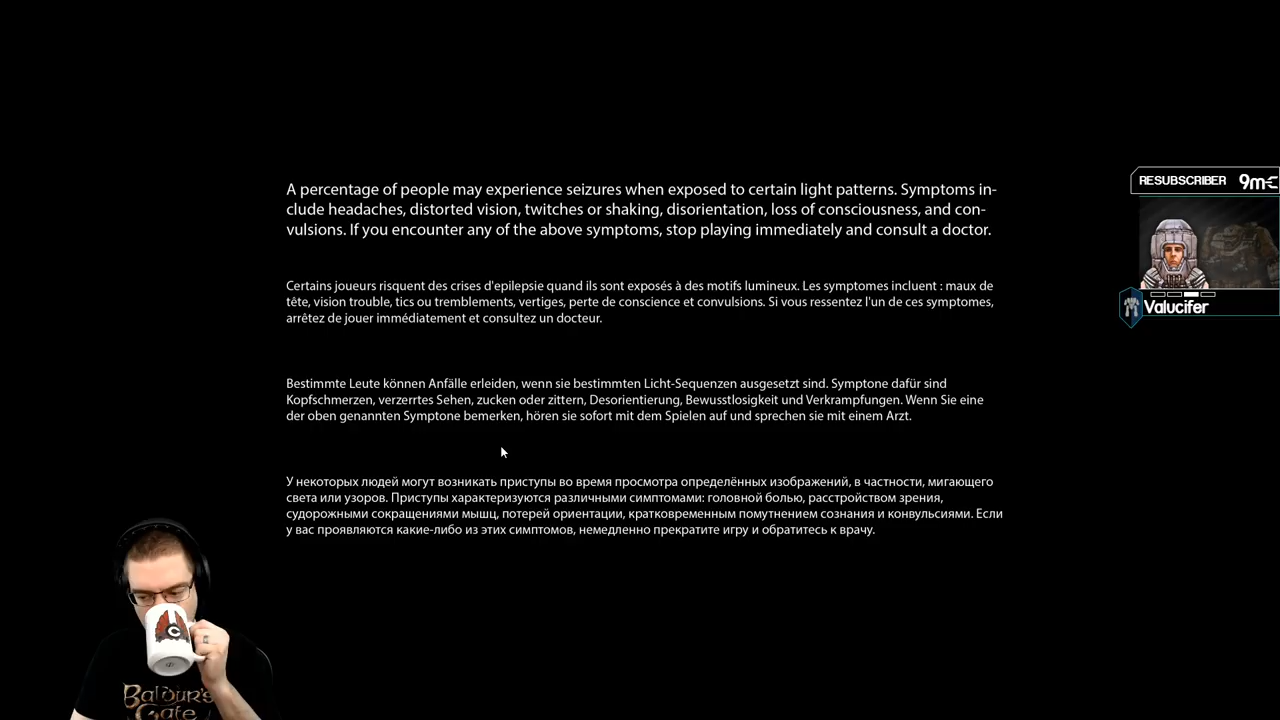 A percentage of people may experience seizures when exposed to certain light patterns. Symptoms in-
clude headaches, distorted vision, twitches or shaking, disorientation, loss of consciousness, and con-
vulsions. If you encounter any of the above symptoms, stop playing immediately and consult a doctor.
RESUBSCRIBER 9m
Certains joueurs risquent des crises d'epilepsie quand ils sont exposés à des motifs lumineux. Les symptomes incluent : maux de
tête, vision trouble, tics ou tremblements, vertiges, perte de conscience et convulsions. Si vous ressentez l'un de ces symptomes,
arrêtez de jouer immédiatement et consultez un docteur.
Valucifer
Bestimmte Leute können Anfälle erleiden, wenn sie bestimmten Licht-Sequenzen ausgesetzt sind. Symptone dafür sind
Kopfschmerzen, verzerrtes Sehen, zucken oder zittern, Desorientierung, Bewusstlosigkeit und Verkrampfungen. Wenn Sie eine
der oben genannten Symptone bemerken, hören sie sofort mit dem Spielen auf und sprechen sie mit einem Arzt.
У некоторых людей могут возникать приступы во время просмотра определённых изображений, в частности, мигающего
света или узоров. Приступы характеризуются различными симптомами: головной болью, расстройством зрения,
судорожными сокращениями мышц, потерей ориентации, кратковременным помутнением сознания и конвульсиями. Если
у вас проявляются какие-либо из этих симптомов, немедленно прекратите игру и обратитесь к врачу.
C
Baldur's
Gate